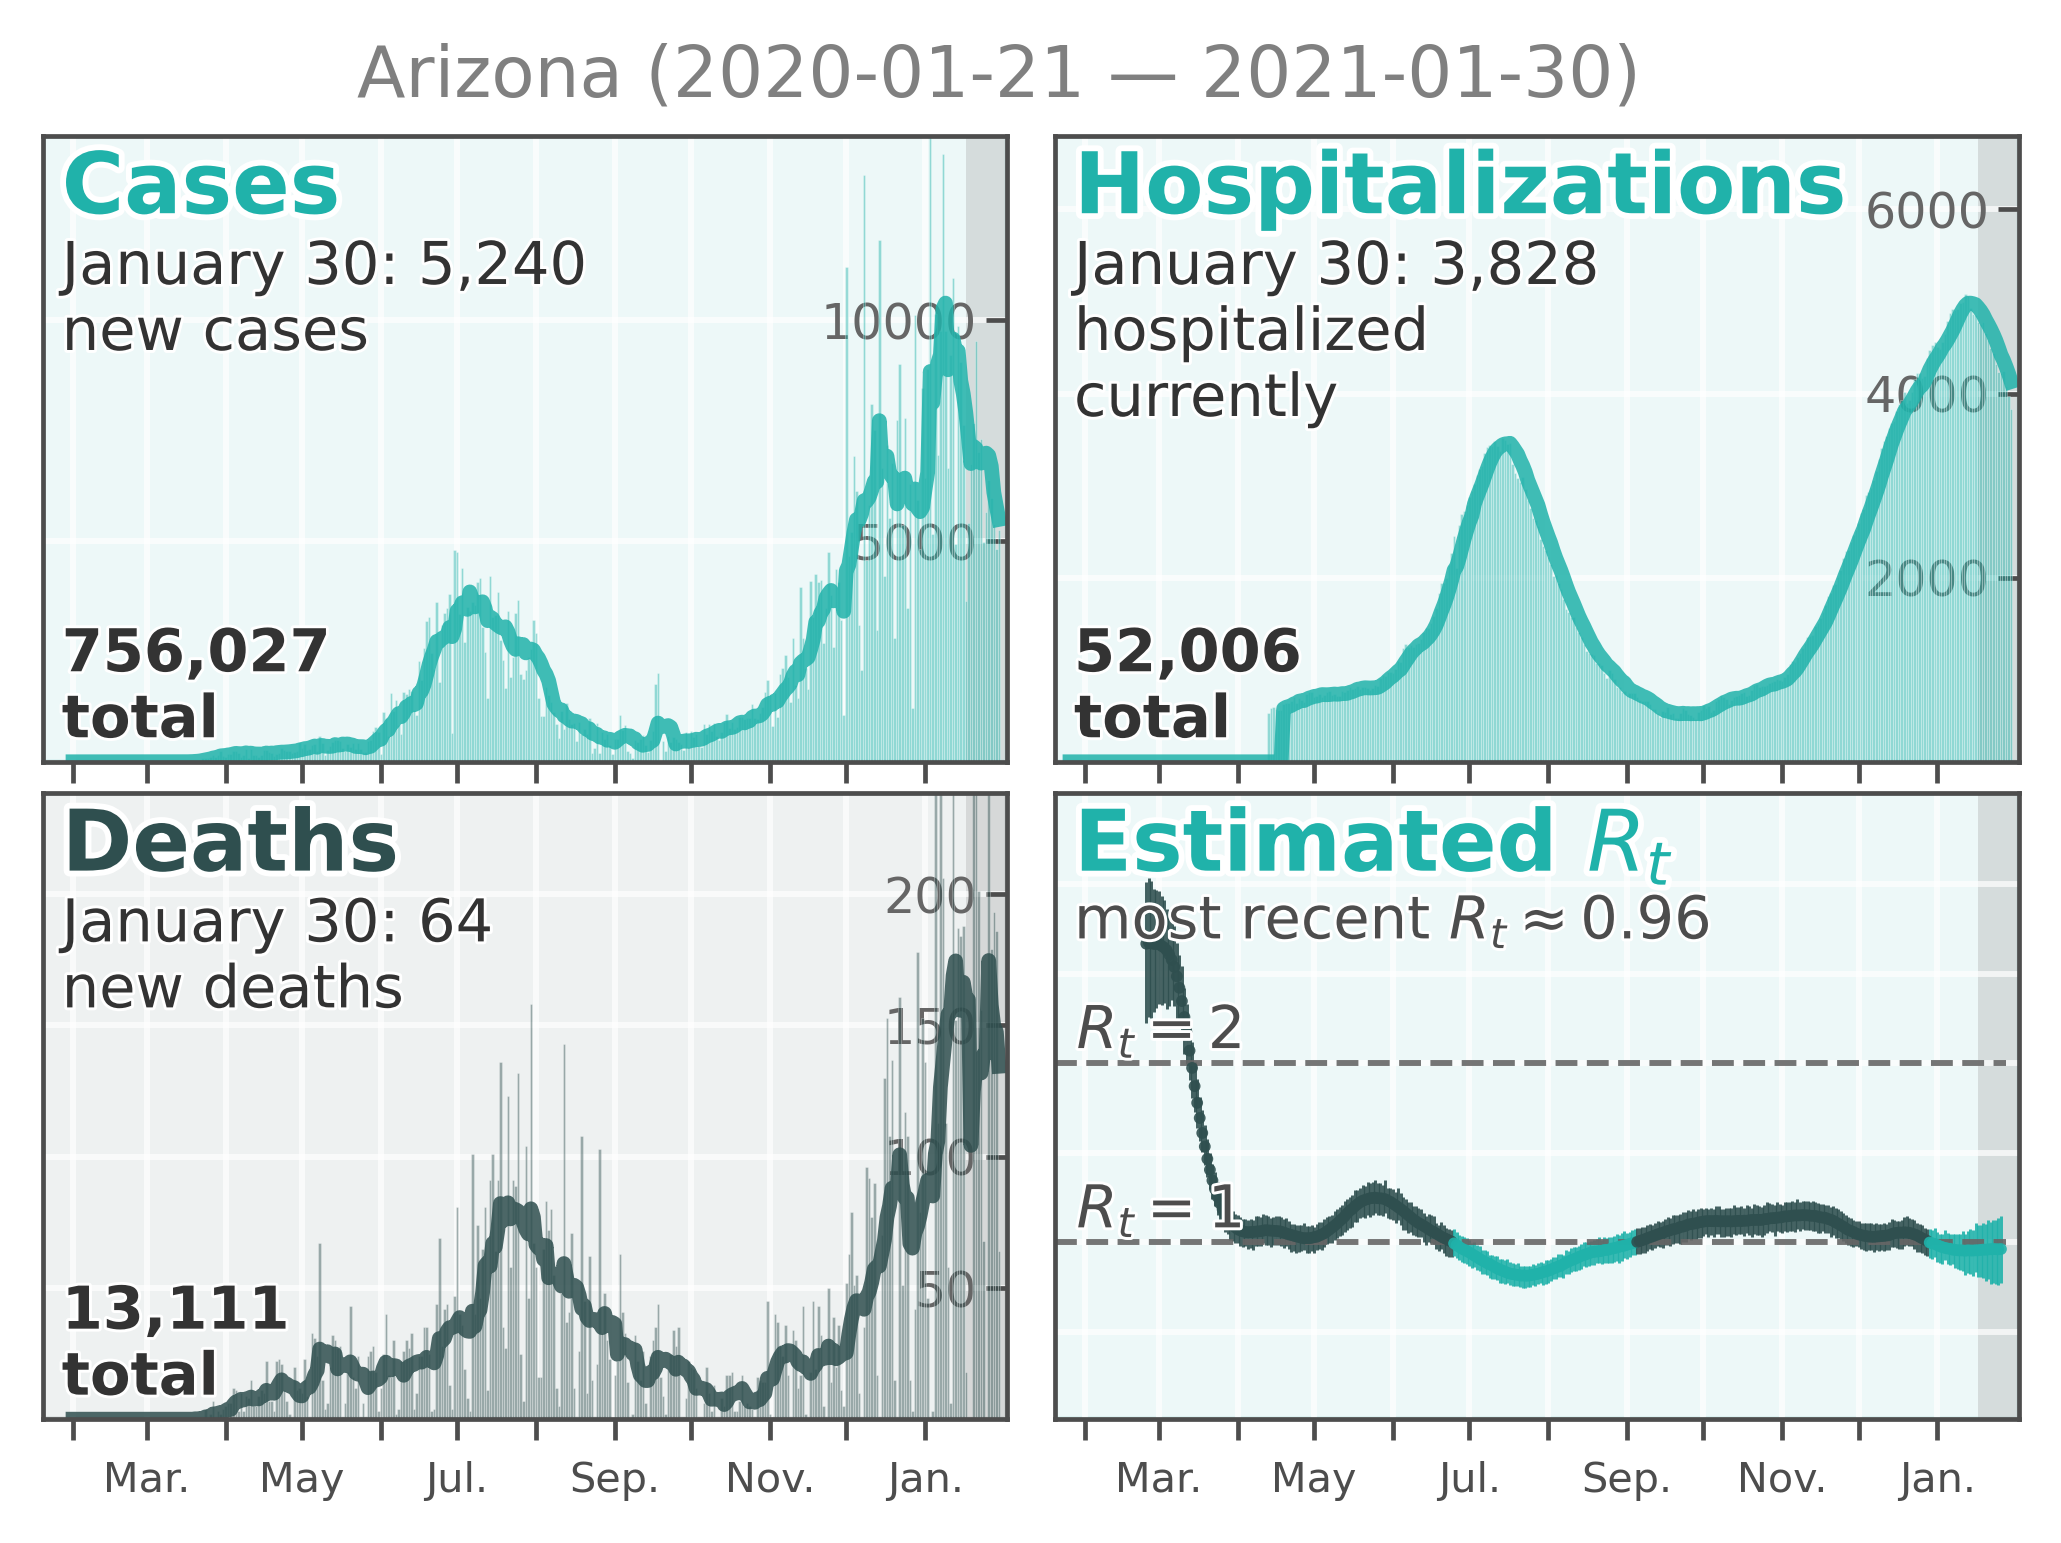 Arizona (2020-01-21 — 2021-01-30)
Cases
January 30: 5,240
new cases
10000
5000
756,027
total
Hospitalizations
January 30: 3,828
hospitalized
currently
6000
4000
2000
52,006
total
Deaths
January 30: 64
new deaths
200
150
100
50
13,111
total
Mar. May Jul. Sep. Nov. Jan.
Estimated Rt
most recent Rt ≈ 0.96
Rt = 2
Rt = 1
Mar. May Jul. Sep. Nov. Jan.